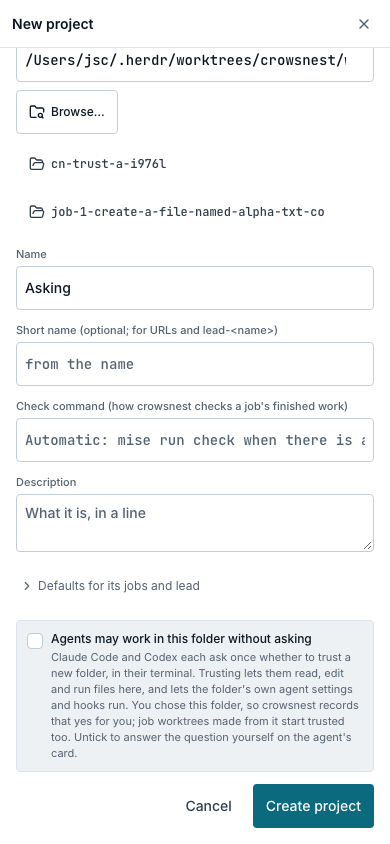 New project
/Users/jsc/.herdr/worktrees/crowsnest/
Browse...
cn-trust-a-i976l
job-1-create-a-file-named-alpha-txt-co
Name
Asking
Short name (optional; for URLs and lead-<name>)
from the name
Check command (how crowsnest checks a job's finished work)
Automatic: mise run check when there is a
Description
What it is, in a line
Defaults for its jobs and lead
Agents may work in this folder without asking
Claude Code and Codex each ask once whether to trust a
new folder, in their terminal. Trusting lets them read, edit
and run files here, and lets the folder's own agent settings
and hooks run. You chose this folder, so crowsnest records
that yes for you; job worktrees made from it start trusted
too. Untick to answer the question yourself on the agent's
card.
Cancel
Create project